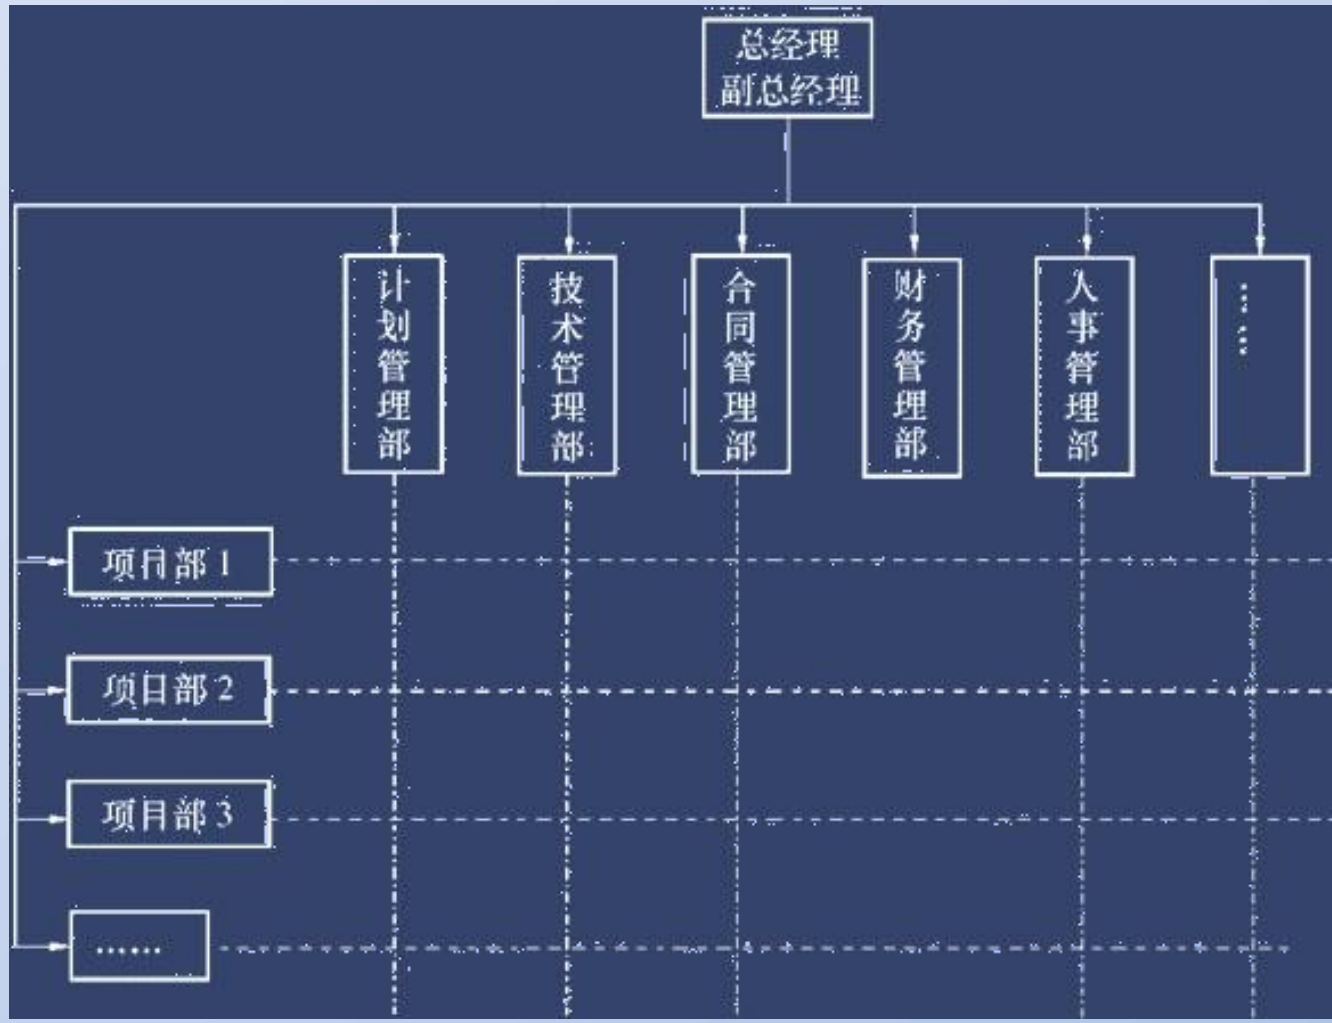 总经理
副总经理
计划管理部
技术管理部
合同管理部
财务管理部
人事管理部
……
项目部1
项目部2
项目部3
……